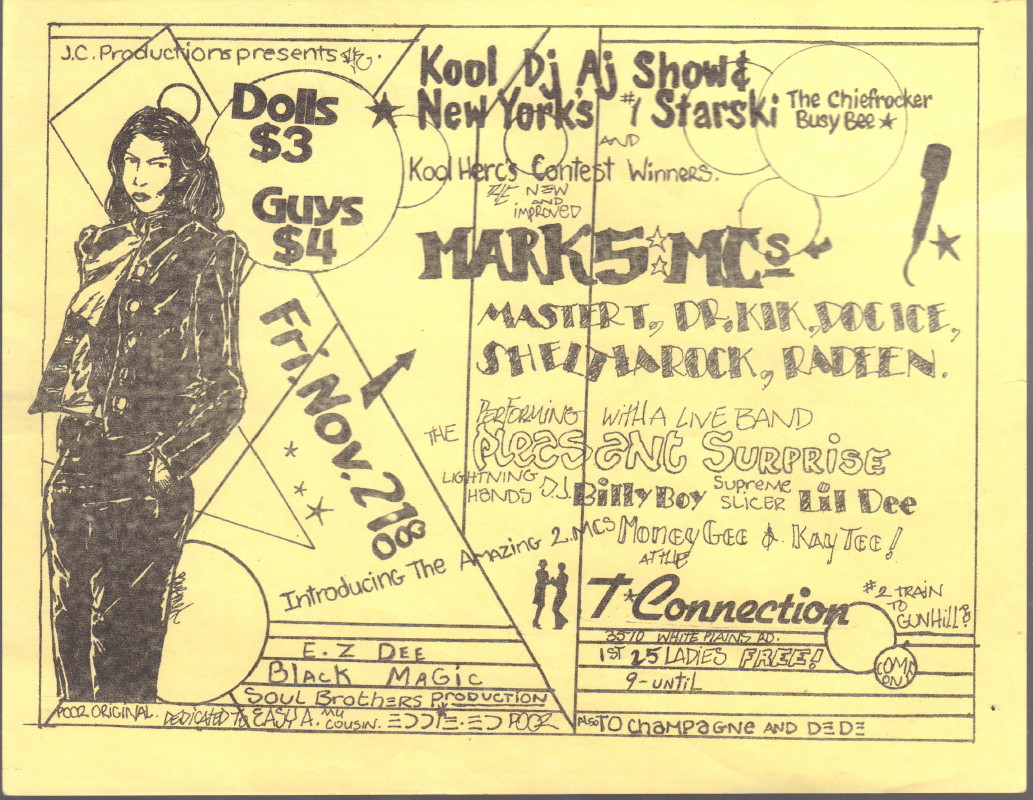 J.C. Productions presents
Dolls
$3
Guys
$4
Kool Dj Aj Show &
New York's #1 Starski The Chiefrocker
Busy Bee
AND
Kool Herc's Contest Winners.
THE NEW
AND
IMPROVED
MARK 5 MCs
MASTER T., DR. KIK, DOC ICE,
SHELTLAROCK, RADEEN.
Fri. Nov. 21 80
PERFORMING WITH A LIVE BAND
THE PLEASANT SURPRISE
LIGHTNING HANDS D.J. Billy Boy SUPREME SLICER Lil Dee
Introducing The Amazing 2. MCS Money Gee & Kay Tee!
AT THE
T Connection
#2 TRAIN
TO
GUNHILL
3510 WHITE PLAINS RD.
1ST 25 LADIES FREE!
9-UNTIL
COME
ON
E. Z DEE
BLACK MAGIC
SOUL BROTHERS PRODUCTION
POOR ORIGINAL. DEDICATED TO EASY A. MY COUSIN. EDDIE. ED POOR
ALSO TO CHAMPAGNE AND DEDE